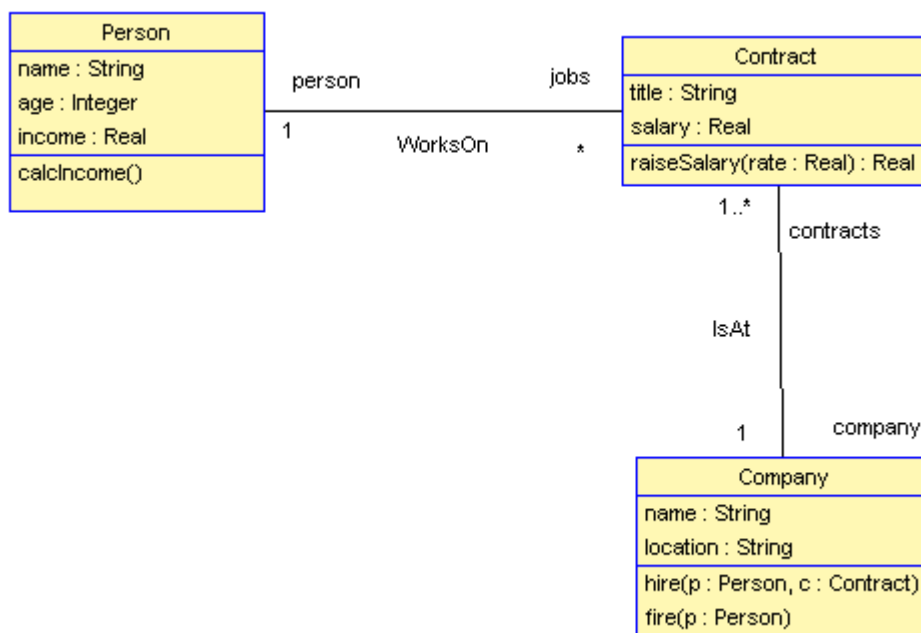 Person
name : String
age : Integer
income : Real
calcIncome()
person
1
WorksOn
jobs
*
Contract
title : String
salary : Real
raiseSalary(rate : Real) : Real
1..*
contracts
IsAt
1
company
Company
name : String
location : String
hire(p : Person, c : Contract)
fire(p : Person)